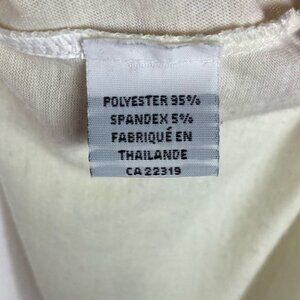 POLYESTER 95%
SPANDEX 5%
FABRIQUÉ EN
THAILANDE
CA 22319